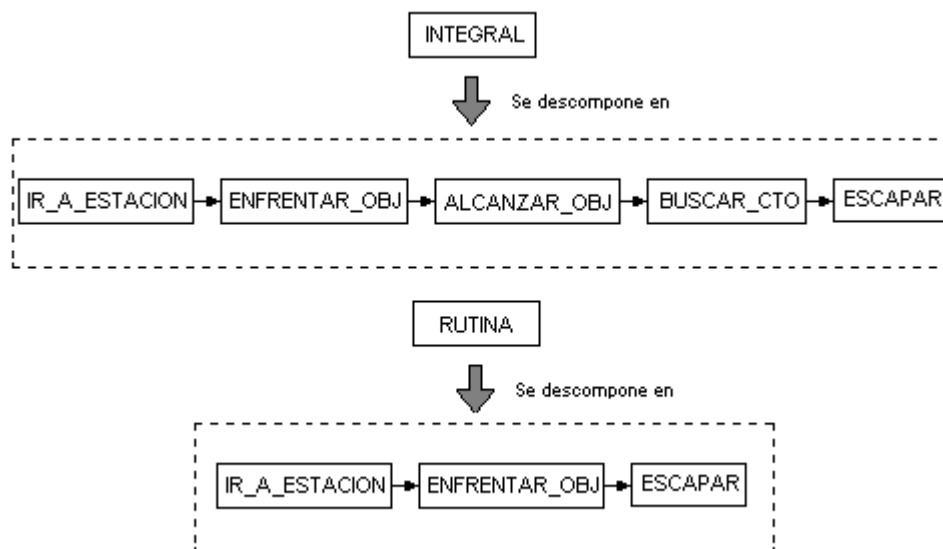 INTEGRAL
Se descompone en
IR_A_ESTACION ENFRENTAR_OBJ ALCANZAR_OBJ BUSCAR_CTO ESCAPAR
RUTINA
Se descompone en
IR_A_ESTACION ENFRENTAR_OBJ ESCAPAR